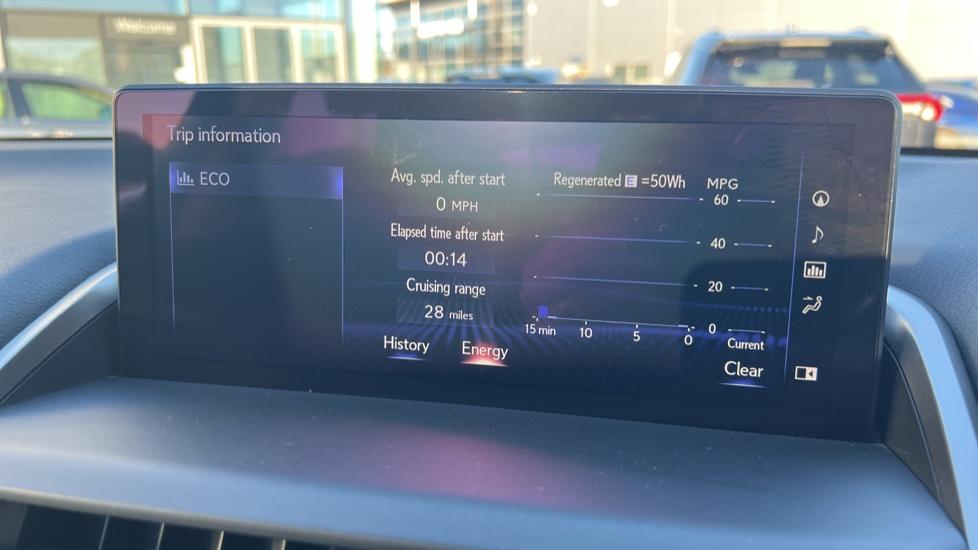 Welcome
Trip information
ECO
Avg. spd. after start
0 MPH
Elapsed time after start
00:14
Cruising range
28 miles
History
Energy
Regenerated E =50Wh
MPG
60
40
20
0
15 min 10 5 0 Current
Clear